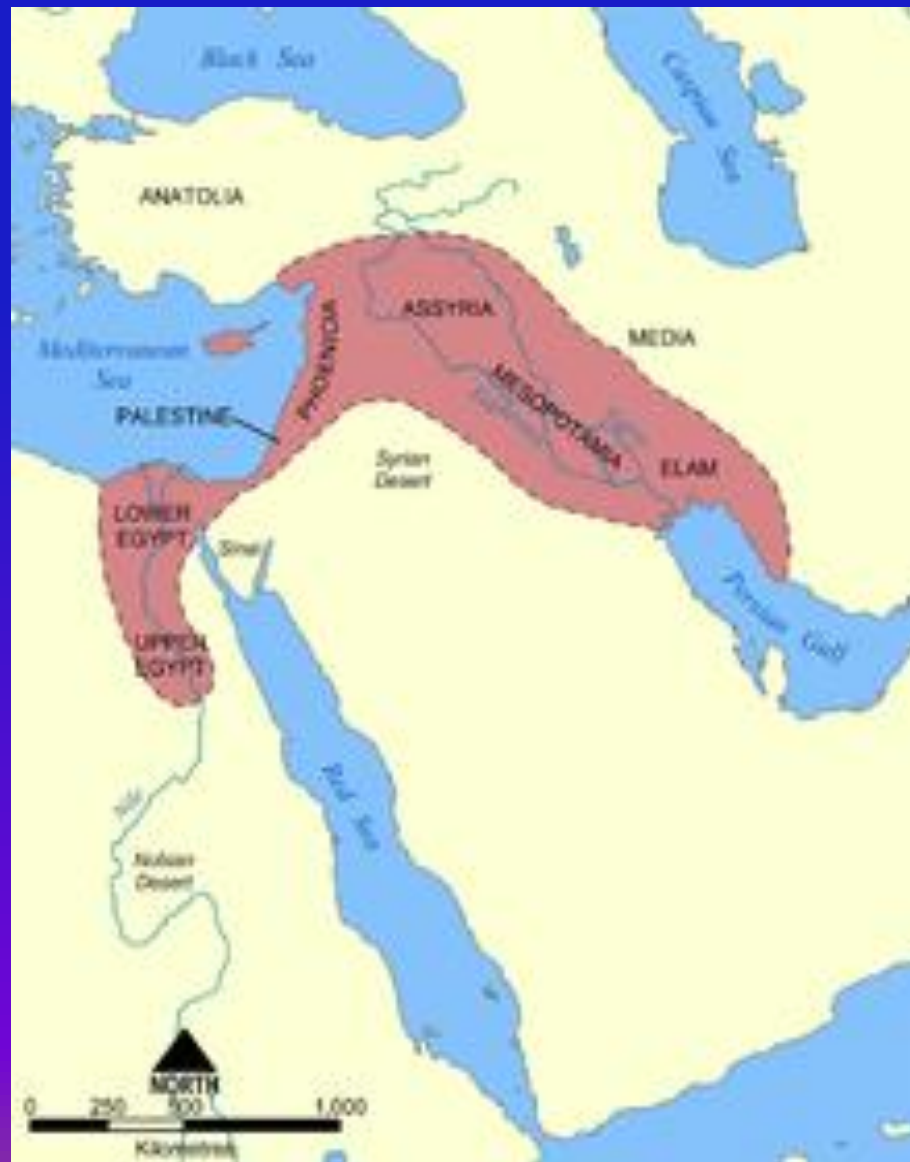 Black Sea
Caspian
Sea
ANATOLIA
ASSYRIA
MEDIA
Mediterranean
Sea
PHOENICIA
MESOPOTAMIA
PALESTINE
Syrian
Desert
ELAM
LOWER
EGYPT
Sinai
Persian Gulf
UPPER
EGYPT
Red Sea
Nile
Nubian
Desert
NORTH
0 250 500 1,000
Kilometres